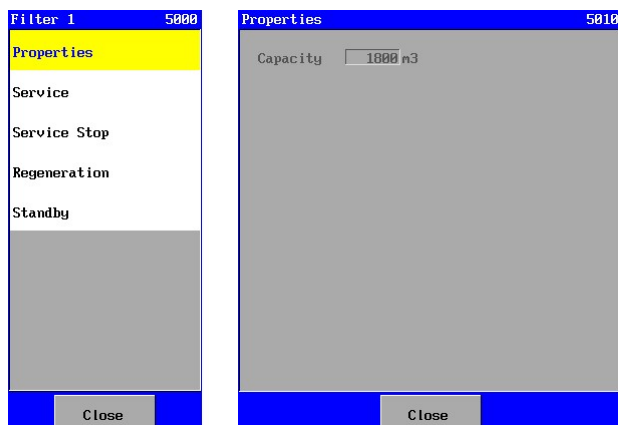 Filter 1 5000
Properties
Service
Service Stop
Regeneration
Standby
Close
Properties 5010
Capacity 1800 m3
Close